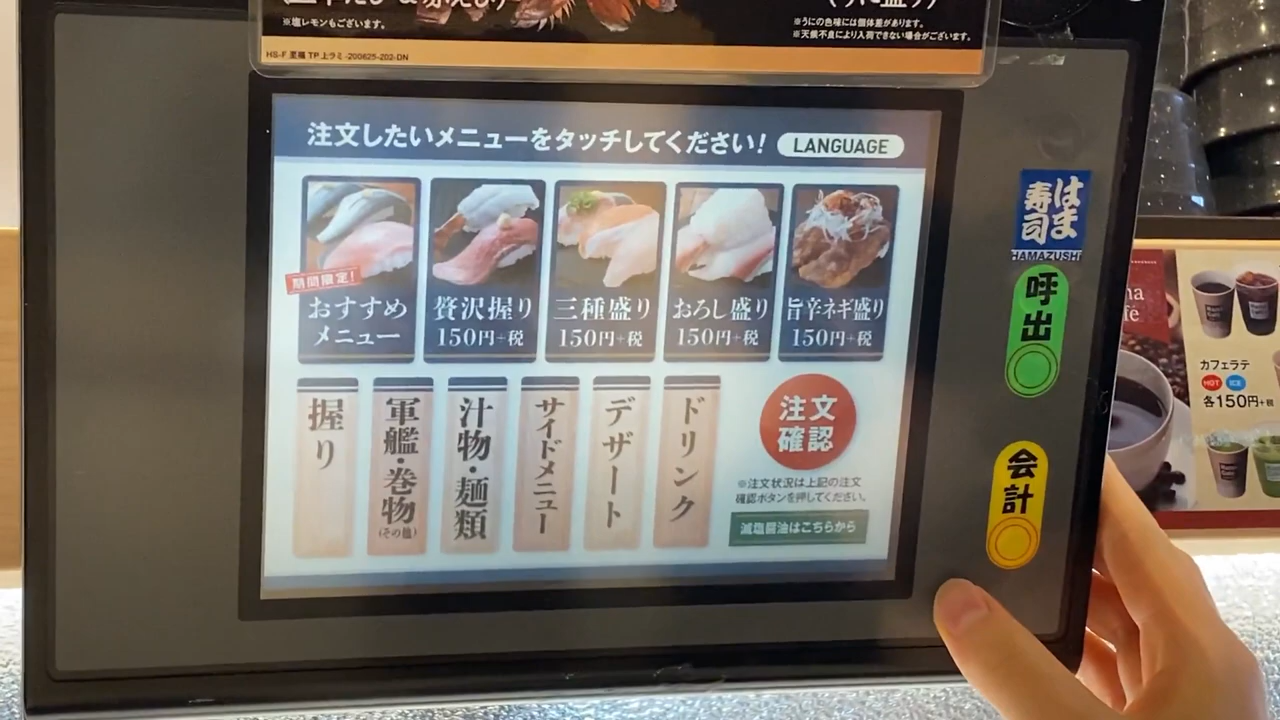 ※塩レモンもございます。
※うにの色味には個体差があります。
※天候不良により入荷できない場合がございます。
注文したいメニューをタッチしてください!
LANGUAGE
期間限定!
おすすめ
メニュー
贅沢握り
150円+税
三種盛り
150円+税
おろし盛り
150円+税
旨辛ネギ盛り
150円+税
握り
軍艦・巻物
(その他)
汁物・麺類
サイドメニュー
デザート
ドリンク
注文
確認
※注文状況は上記の注文
確認ボタンを押してください。
減塩醤油はこちらから
はま
寿司
HAMAZUSHI
呼出
会計
カフェラテ
HOT
ICE
各150円+税